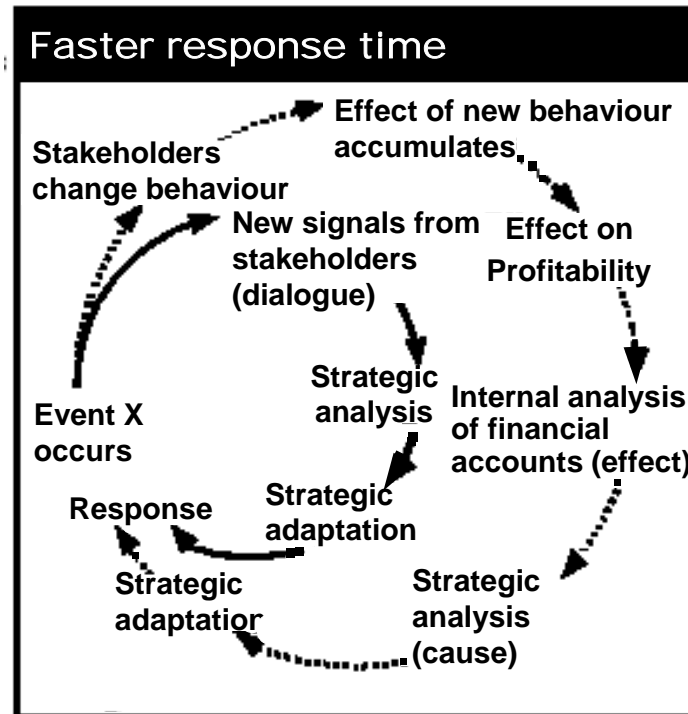 Faster response time
Effect of new behaviour
accumulates
Stakeholders
change behaviour
New signals from
stakeholders
(dialogue)
Effect on
Profitability
Strategic
analysis
Internal analysis
of financial
accounts (effect)
Event X
occurs
Response
Strategic
adaptation
Strategic
adaptation
Strategic
analysis
(cause)